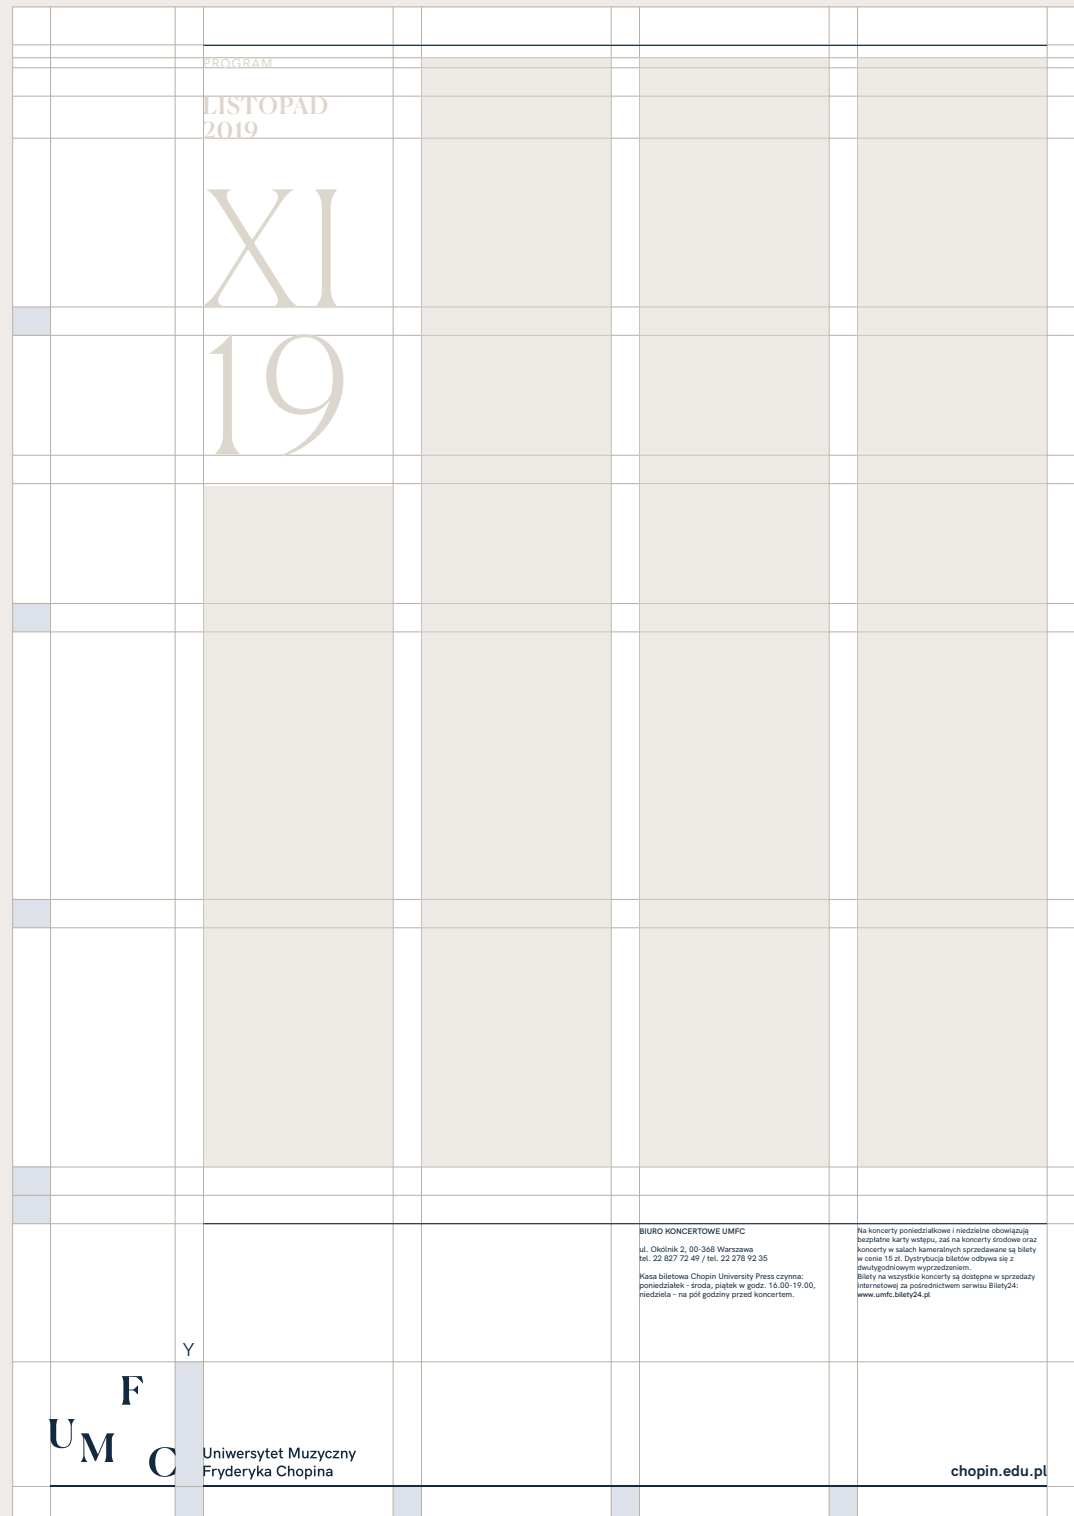 PROGRAM
LISTOPAD
2019
XI
19
BIURO KONCERTOWE UMFC
ul. Okólnik 2, 00-368 Warszawa
tel. 22 827 72 49 / tel. 22 278 92 35
Kasa biletowa Chopin University Press czynna:
poniedziałek - środa, piątek w godz. 16.00-19.00,
niedziela – na pół godziny przed koncertem.
Na koncerty poniedziałkowe i niedzielne obowiązują
bezpłatne karty wstępu, zaś na koncerty środowe oraz
koncerty w salach kameralnych sprzedawane są bilety
w cenie 15 zł. Dystrybucja biletów odbywa się z
dwutygodniowym wyprzedzeniem.
Bilety na wszystkie koncerty są dostępne w sprzedaży
internetowej za pośrednictwem serwisu Bilety24:
www.umfc.bilety24.pl
Y
F
U
M
C
Uniwersytet Muzyczny
Fryderyka Chopina
chopin.edu.pl